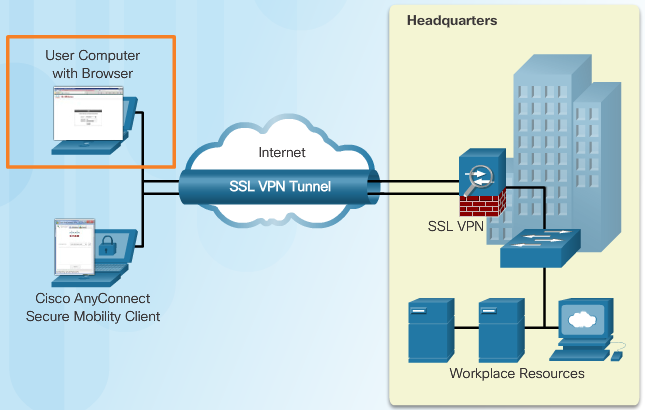 Headquarters
User Computer
with Browser
Internet
SSL VPN Tunnel
SSL VPN
Cisco AnyConnect
Secure Mobility Client
Workplace Resources